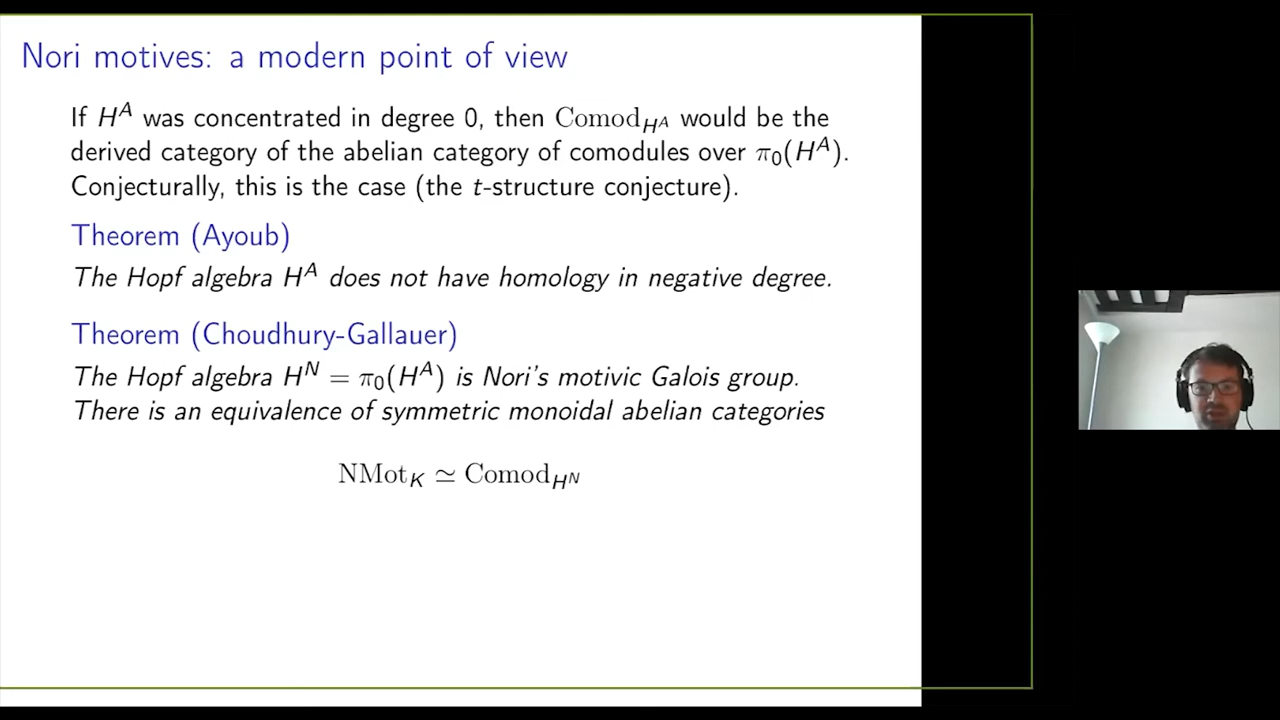 Nori motives: a modern point of view
If H^A was concentrated in degree 0, then Comod_{H^A} would be the
derived category of the abelian category of comodules over π₀(H^A).
Conjecturally, this is the case (the t-structure conjecture).
Theorem (Ayoub)
The Hopf algebra H^A does not have homology in negative degree.
Theorem (Choudhury-Gallauer)
The Hopf algebra H^N = π₀(H^A) is Nori's motivic Galois group.
There is an equivalence of symmetric monoidal abelian categories
NMot_K ≃ Comod_{H^N}